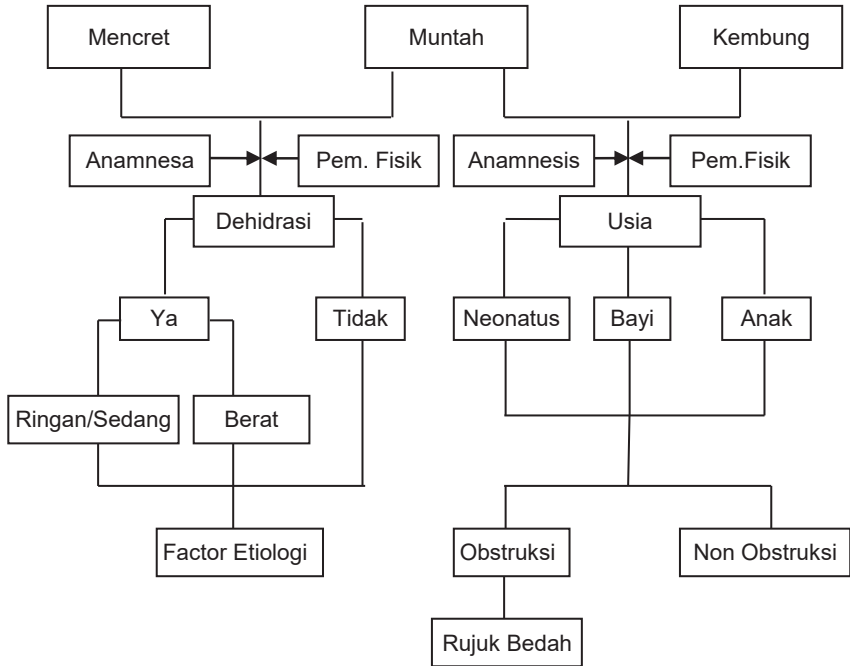 Mencret
Muntah
Kembung
Anamnesa
Pem. Fisik
Anamnesis
Pem.Fisik
Dehidrasi
Usia
Ya
Tidak
Neonatus
Bayi
Anak
Ringan/Sedang
Berat
Factor Etiologi
Obstruksi
Non Obstruksi
Rujuk Bedah